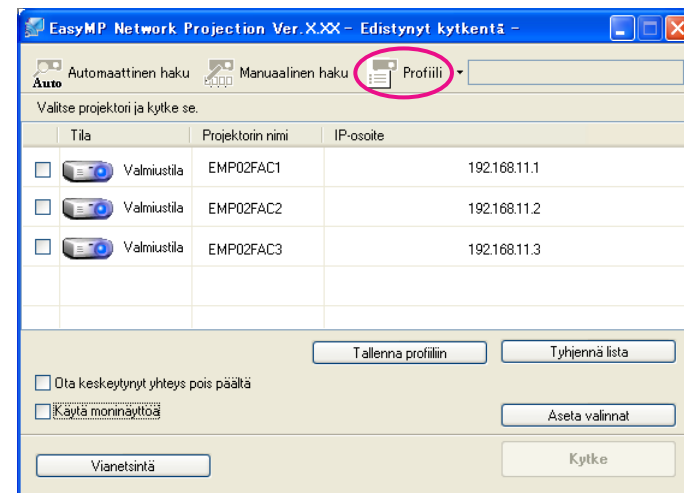 EasyMP Network Projection Ver.X.XX – Edistynyt kytkentä –
Auto Automaattinen haku Manuaalinen haku Profiili
Valitse projektori ja kytke se.
Tila Projektorin nimi IP-osoite
Valmiustila EMP02FAC1 192.168.11.1
Valmiustila EMP02FAC2 192.168.11.2
Valmiustila EMP02FAC3 192.168.11.3
Tallenna profiiliin Tyhjennä lista
Ota keskeytynyt yhteys pois päältä
Käytä moninäyttöä Aseta valinnat
Vianetsintä Kytke